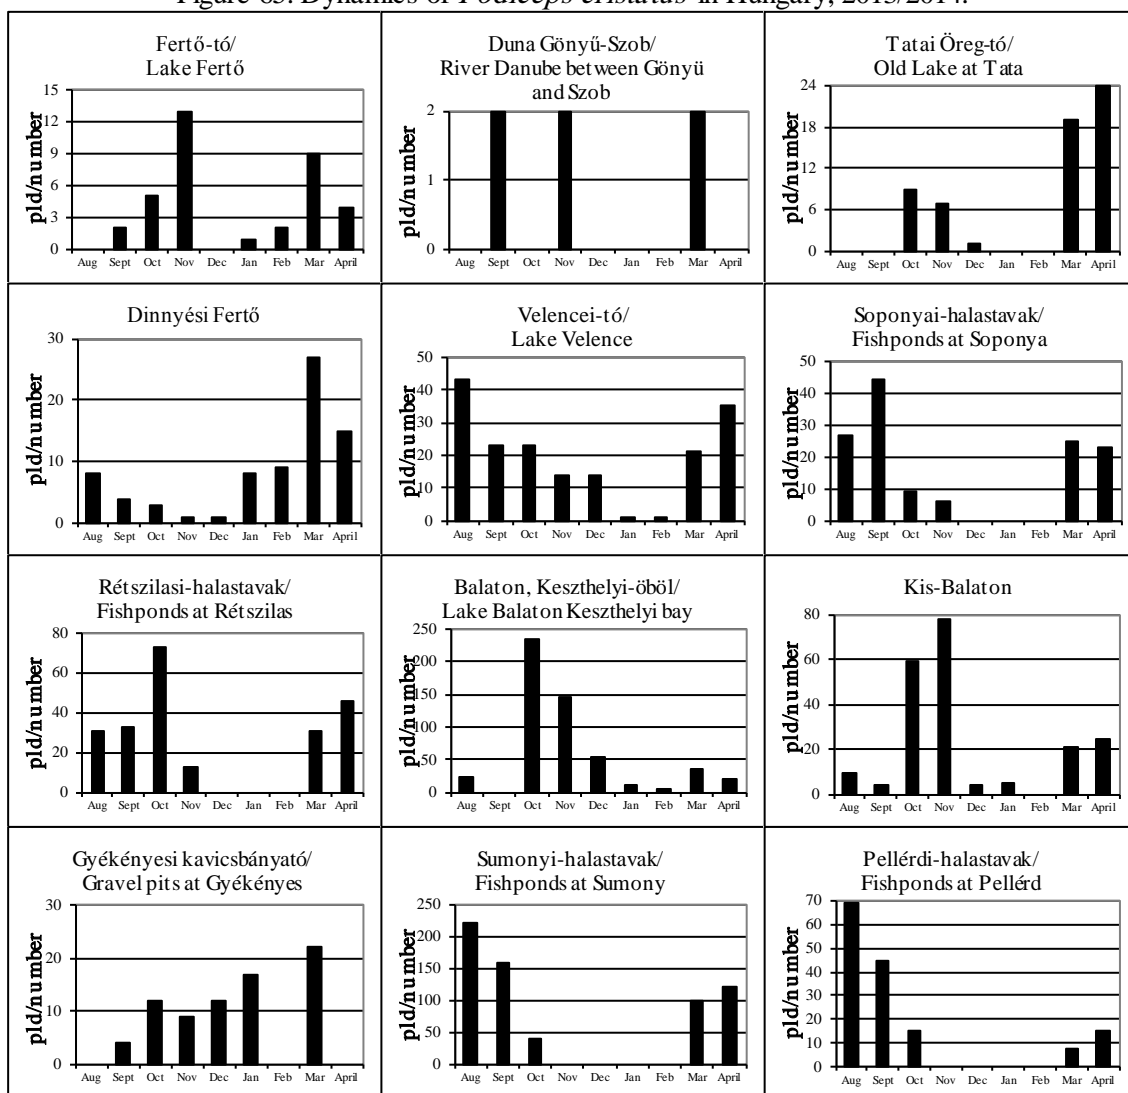 Figure Dynamics of Podiceps cristatus in Hungary, 2013/2014.
Fertő-tó/
Lake Fertő
pld/number
15
12
9
6
3
0
Aug Sept Oct Nov Dec Jan Feb Mar April
Duna Gönyű-Szob/
River Danube between Gönyü
and Szob
pld/number
2
1
0
Aug Sept Oct Nov Dec Jan Feb Mar April
Tatai Öreg-tó/
Old Lake at Tata
pld/number
24
18
12
6
0
Aug Sept Oct Nov Dec Jan Feb Mar April
Dinnyési Fertő
pld/number
30
20
10
0
Aug Sept Oct Nov Dec Jan Feb Mar April
Velencei-tó/
Lake Velence
pld/number
50
40
30
20
10
0
Aug Sept Oct Nov Dec Jan Feb Mar April
Soponyai-halastavak/
Fishponds at Soponya
pld/number
50
40
30
20
10
0
Aug Sept Oct Nov Dec Jan Feb Mar April
Rétszilasi-halastavak/
Fishponds at Rétszilas
pld/number
80
60
40
20
0
Aug Sept Oct Nov Dec Jan Feb Mar April
Balaton, Keszthelyi-öböl/
Lake Balaton Keszthelyi bay
pld/number
250
200
150
100
50
0
Aug Sept Oct Nov Dec Jan Feb Mar April
Kis-Balaton
pld/number
80
60
40
20
0
Aug Sept Oct Nov Dec Jan Feb Mar April
Gyékényesi kavicsbányató/
Gravel pits at Gyékényes
pld/number
30
20
10
0
Aug Sept Oct Nov Dec Jan Feb Mar April
Sumonyi-halastavak/
Fishponds at Sumony
pld/number
250
200
150
100
50
0
Aug Sept Oct Nov Dec Jan Feb Mar April
Pellérdi-halastavak/
Fishponds at Pellérd
pld/number
70
60
50
40
30
20
10
0
Aug Sept Oct Nov Dec Jan Feb Mar April